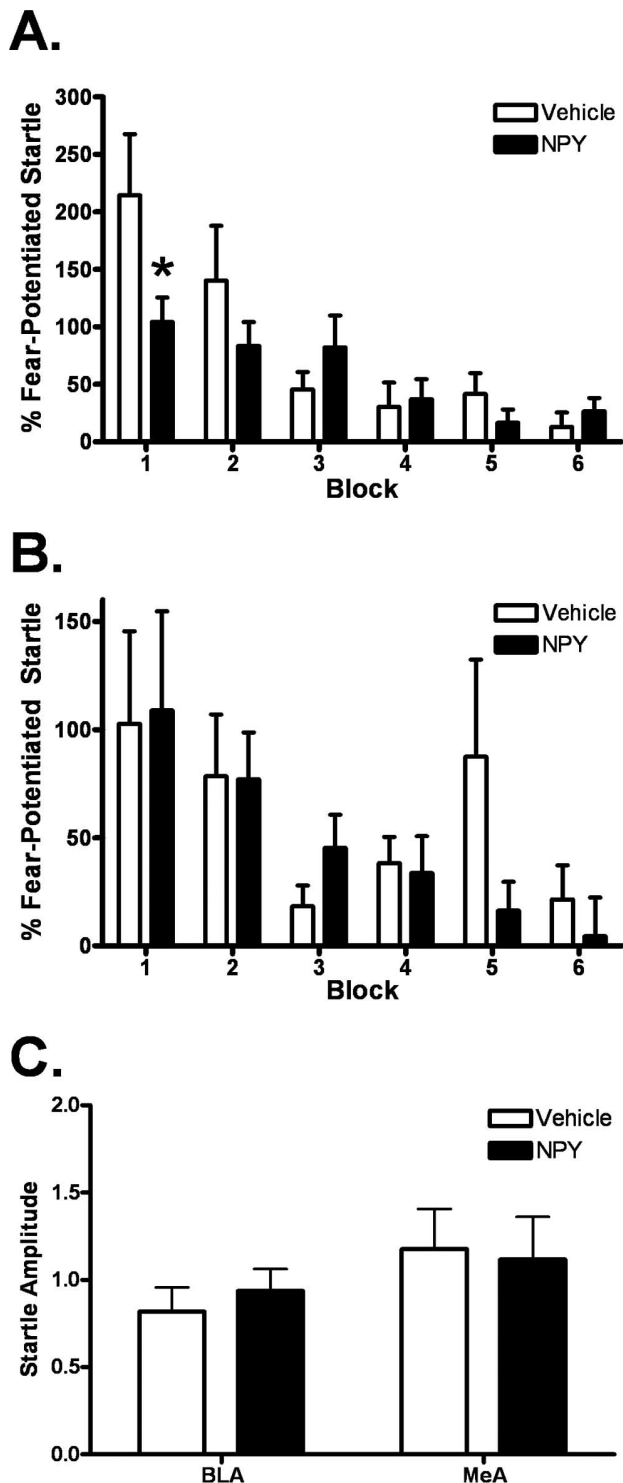 A.
300
250
200
150
100
50
0
% Fear-Potentiated Startle
Vehicle
NPY
*
1 2 3 4 5 6
Block
B.
150
100
50
0
% Fear-Potentiated Startle
Vehicle
NPY
1 2 3 4 5 6
Block
C.
2.0
1.5
1.0
0.5
0.0
Startle Amplitude
Vehicle
NPY
BLA MeA